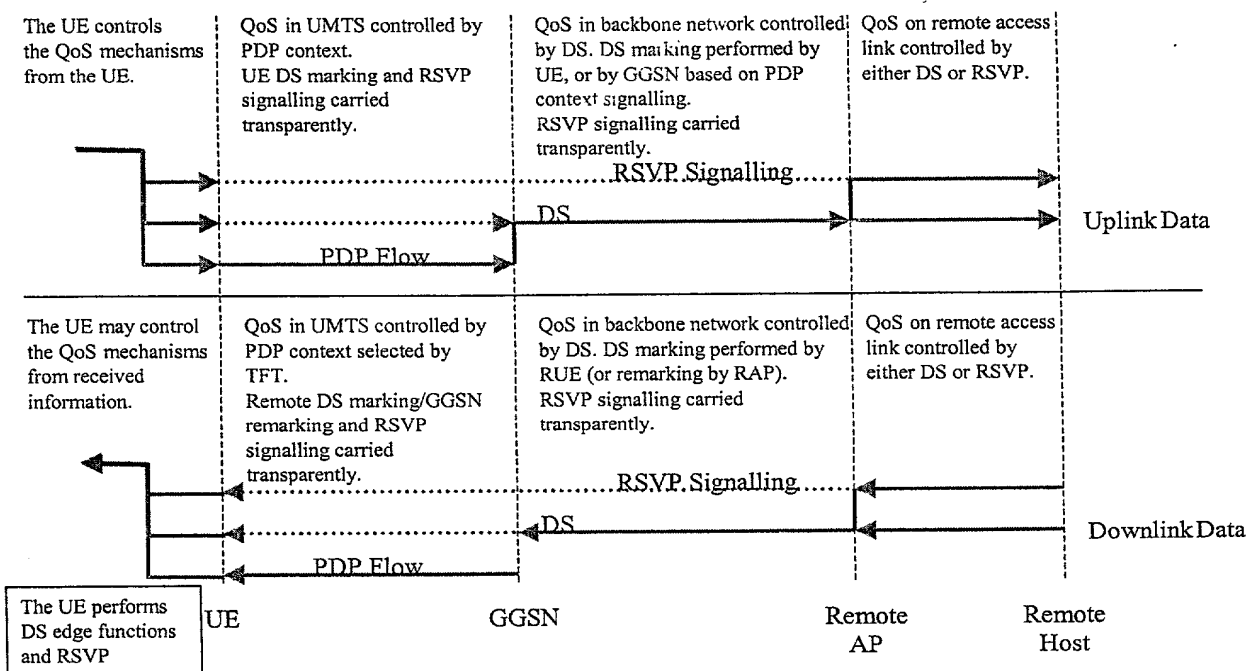 The UE controls
the QoS mechanisms
from the UE.
QoS in UMTS controlled by
PDP context.
UE DS marking and RSVP
signalling carried
transparently.
QoS in backbone network controlled
by DS. DS marking performed by
UE, or by GGSN based on PDP
context signalling.
RSVP signalling carried
transparently.
QoS on remote access
link controlled by
either DS or RSVP.
RSVP Signalling
DS
PDP Flow
Uplink Data
The UE may control
the QoS mechanisms
from received
information.
QoS in UMTS controlled by
PDP context selected by
TFT.
Remote DS marking/GGSN
remarking and RSVP
signalling carried
transparently.
QoS in backbone network controlled
by DS. DS marking performed by
RUE (or remarking by RAP).
RSVP signalling carried
transparently.
QoS on remote access
link controlled by
either DS or RSVP.
RSVP Signalling
DS
PDP Flow
Downlink Data
The UE performs
DS edge functions
and RSVP
UE
GGSN
Remote
AP
Remote
Host